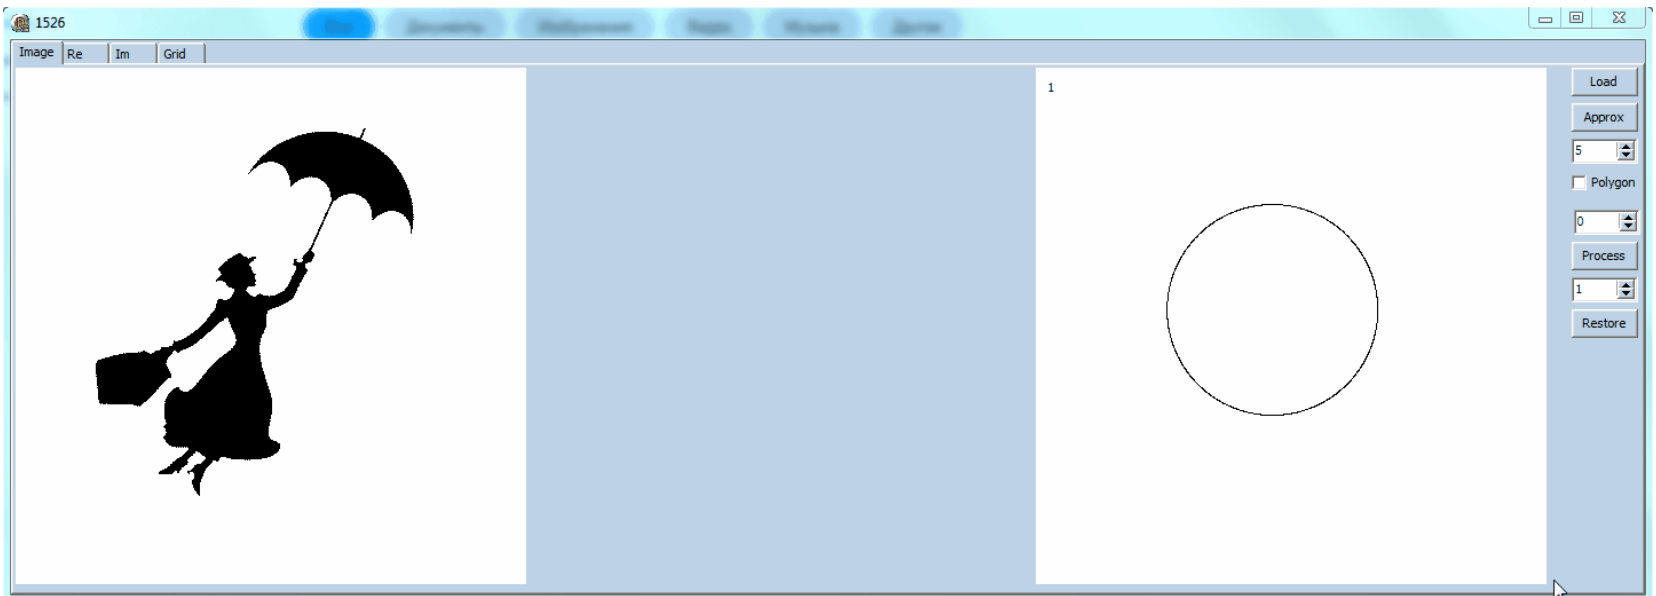 1526
Image Re Im Grid
1
Load
Approx
5
Polygon
0
Process
1
Restore